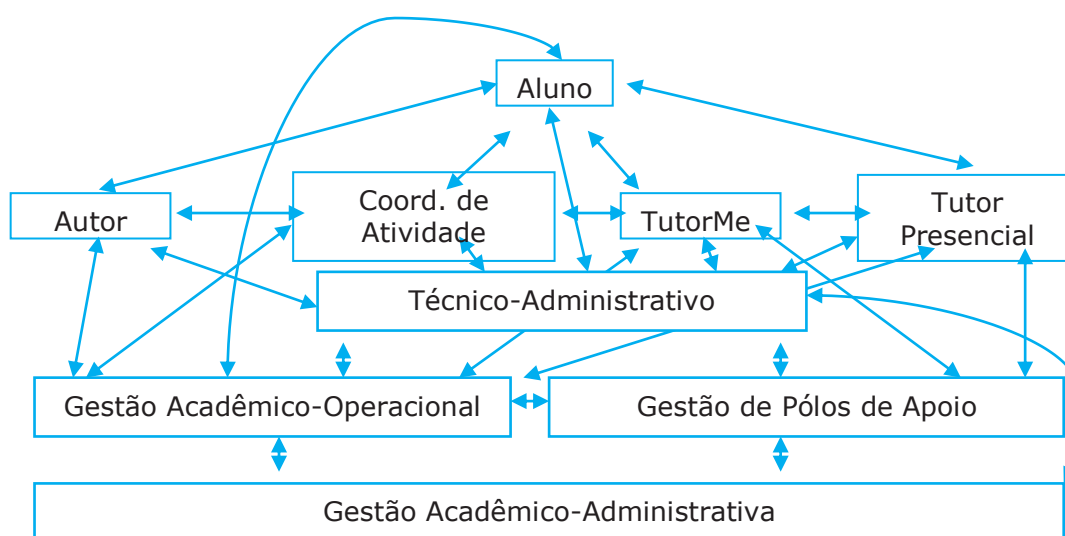 Aluno
Autor
Coord. de
Atividade
TutorMe
Tutor
Presencial
Técnico-Administrativo
Gestão Acadêmico-Operacional
Gestão de Pólos de Apoio
Gestão Acadêmico-Administrativa